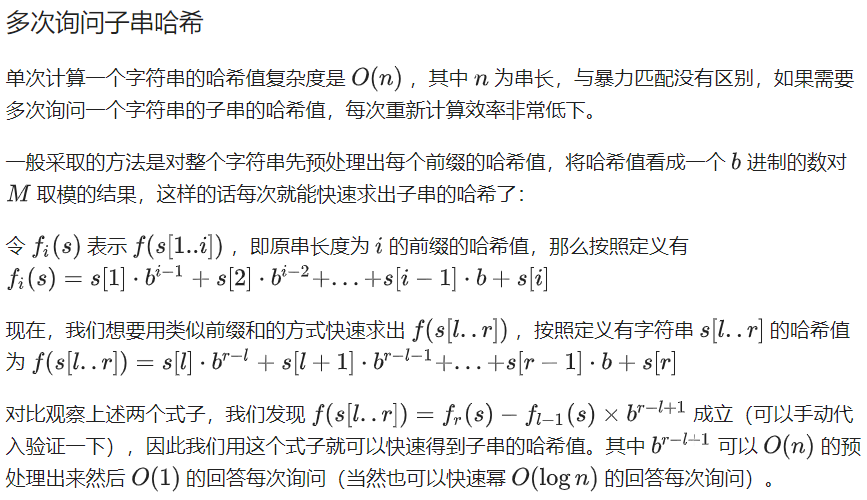 多次询问子串哈希
单次计算一个字符串的哈希值复杂度是 O(n) ，其中 n 为串长，与暴力匹配没有区别，如果需要
多次询问一个字符串的子串的哈希值，每次重新计算效率非常低下。
一般采取的方法是对整个字符串先预处理出每个前缀的哈希值，将哈希值看成一个 b 进制的数对
M 取模的结果，这样的话每次就能快速求出子串的哈希了：
令 f_i(s) 表示 f(s[1..i]) ，即原串长度为 i 的前缀的哈希值，那么按照定义有
f_i(s) = s[1] · b^{i−1} + s[2] · b^{i−2}+...+s[i − 1] · b + s[i]
现在，我们想要用类似前缀和的方式快速求出 f(s[l..r]) ，按照定义有字符串 s[l..r] 的哈希值
为 f(s[l..r]) = s[l] · b^{r−l} + s[l + 1] · b^{r−l−1}+...+s[r − 1] · b + s[r]
对比观察上述两个式子，我们发现 f(s[l..r]) = f_r(s) − f_{l−1}(s) × b^{r−l+1} 成立（可以手动代
入验证一下），因此我们用这个式子就可以快速得到子串的哈希值。其中 b^{r−l+1} 可以 O(n) 的预
处理出来然后 O(1) 的回答每次询问（当然也可以快速幂 O(log n) 的回答每次询问）。